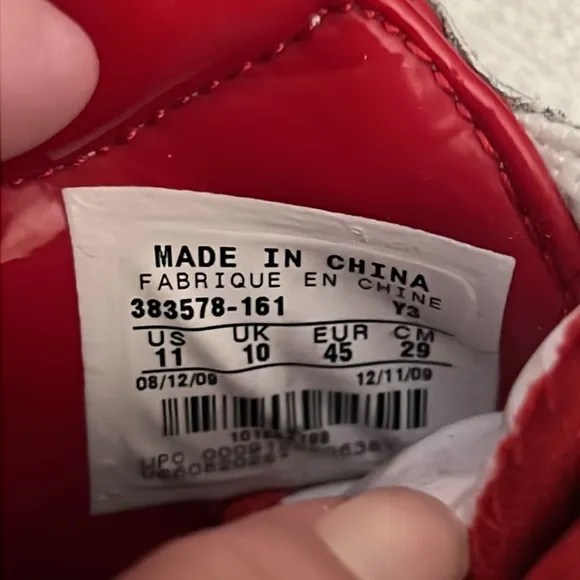 MADE IN CHINA
FABRIQUE EN CHINE
383578-161 Y3
US UK EUR CM
11 10 45 29
08/12/09 12/11/09
UPC